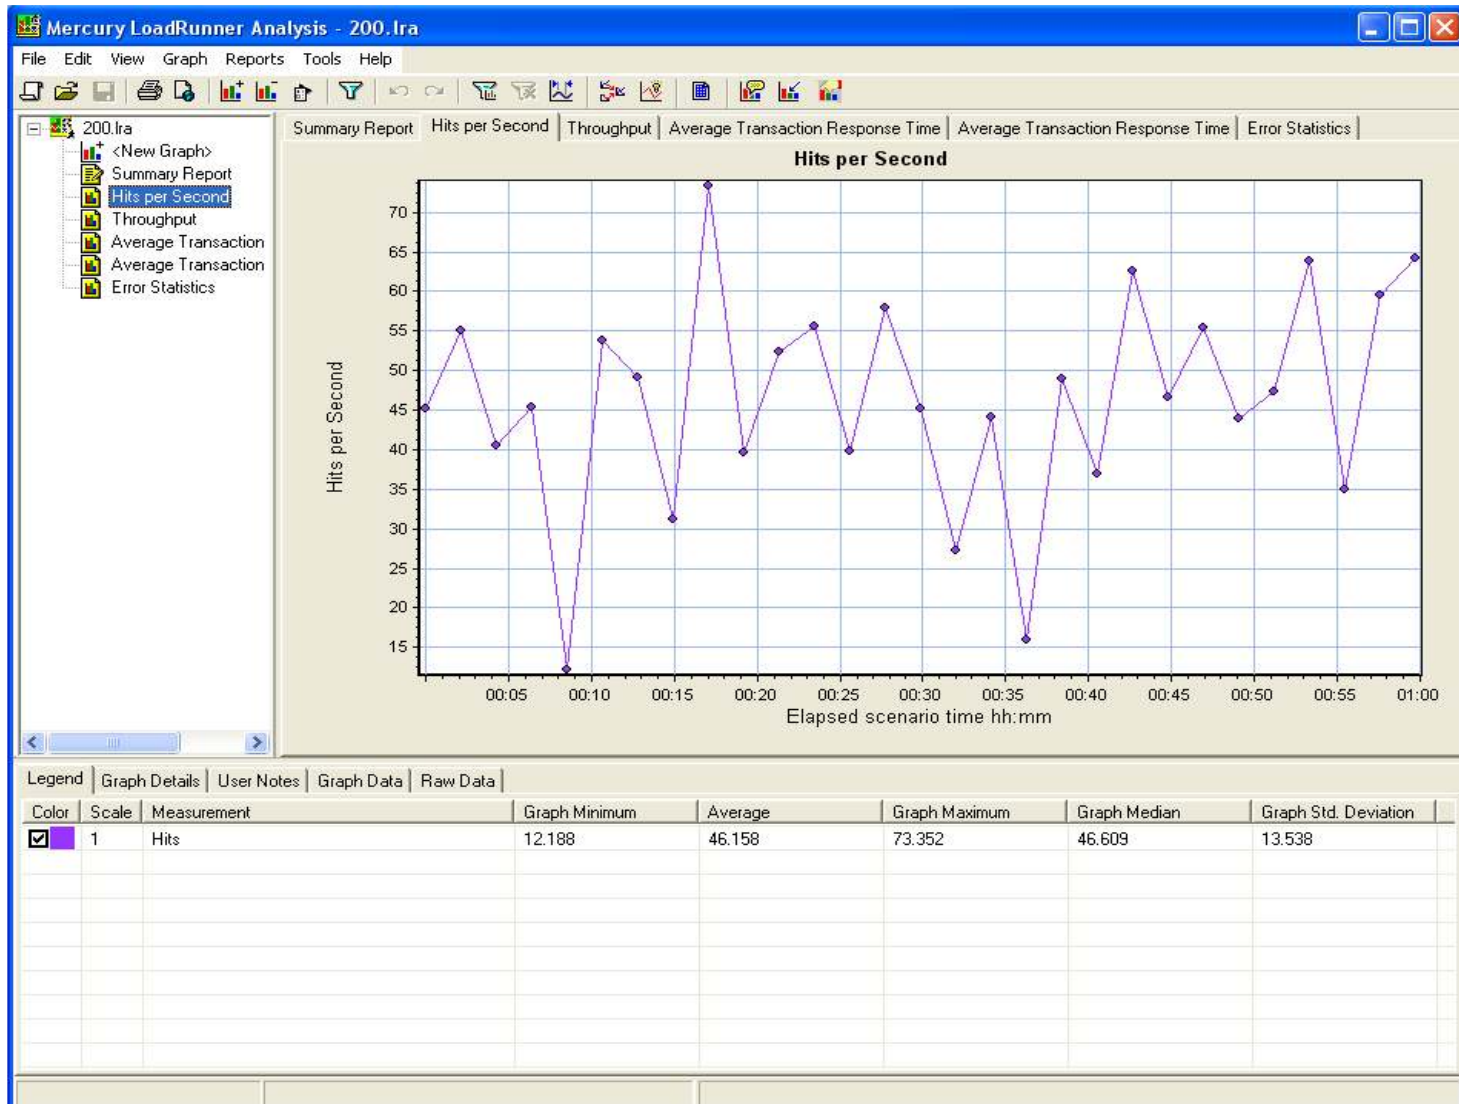 Mercury LoadRunner Analysis - 200.lra
File Edit View Graph Reports Tools Help
200.lra
<New Graph>
Summary Report
Hits per Second
Throughput
Average Transaction
Average Transaction
Error Statistics
Summary Report Hits per Second Throughput Average Transaction Response Time Average Transaction Response Time Error Statistics
Hits per Second
Hits per Second
70
65
60
55
50
45
40
35
30
25
20
15
00:05 00:10 00:15 00:20 00:25 00:30 00:35 00:40 00:45 00:50 00:55 01:00
Elapsed scenario time hh:mm
Legend Graph Details User Notes Graph Data Raw Data
Color Scale Measurement Graph Minimum Average Graph Maximum Graph Median Graph Std. Deviation
1 Hits 12.188 46.158 73.352 46.609 13.538